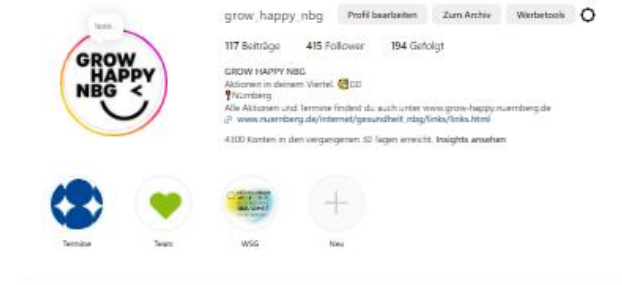 Note...
grow_happy_nbg Profil bearbeiten Zum Archiv Werbetools
117 Beiträge 415 Follower 194 Gefolgt
GROW
HAPPY
NBG <
GROW HAPPY NBG
Aktionen in deinem Viertel.
Nürnberg
Alle Aktionen und Termine findest du auch unter www.grow-happy.nuernberg.de
www.nuernberg.de/internet/gesundheit_nbg/links/links.html
4300 Konten in den vergangenen 30 Tagen erreicht. Insights ansehen
Termine Team WSG Neu